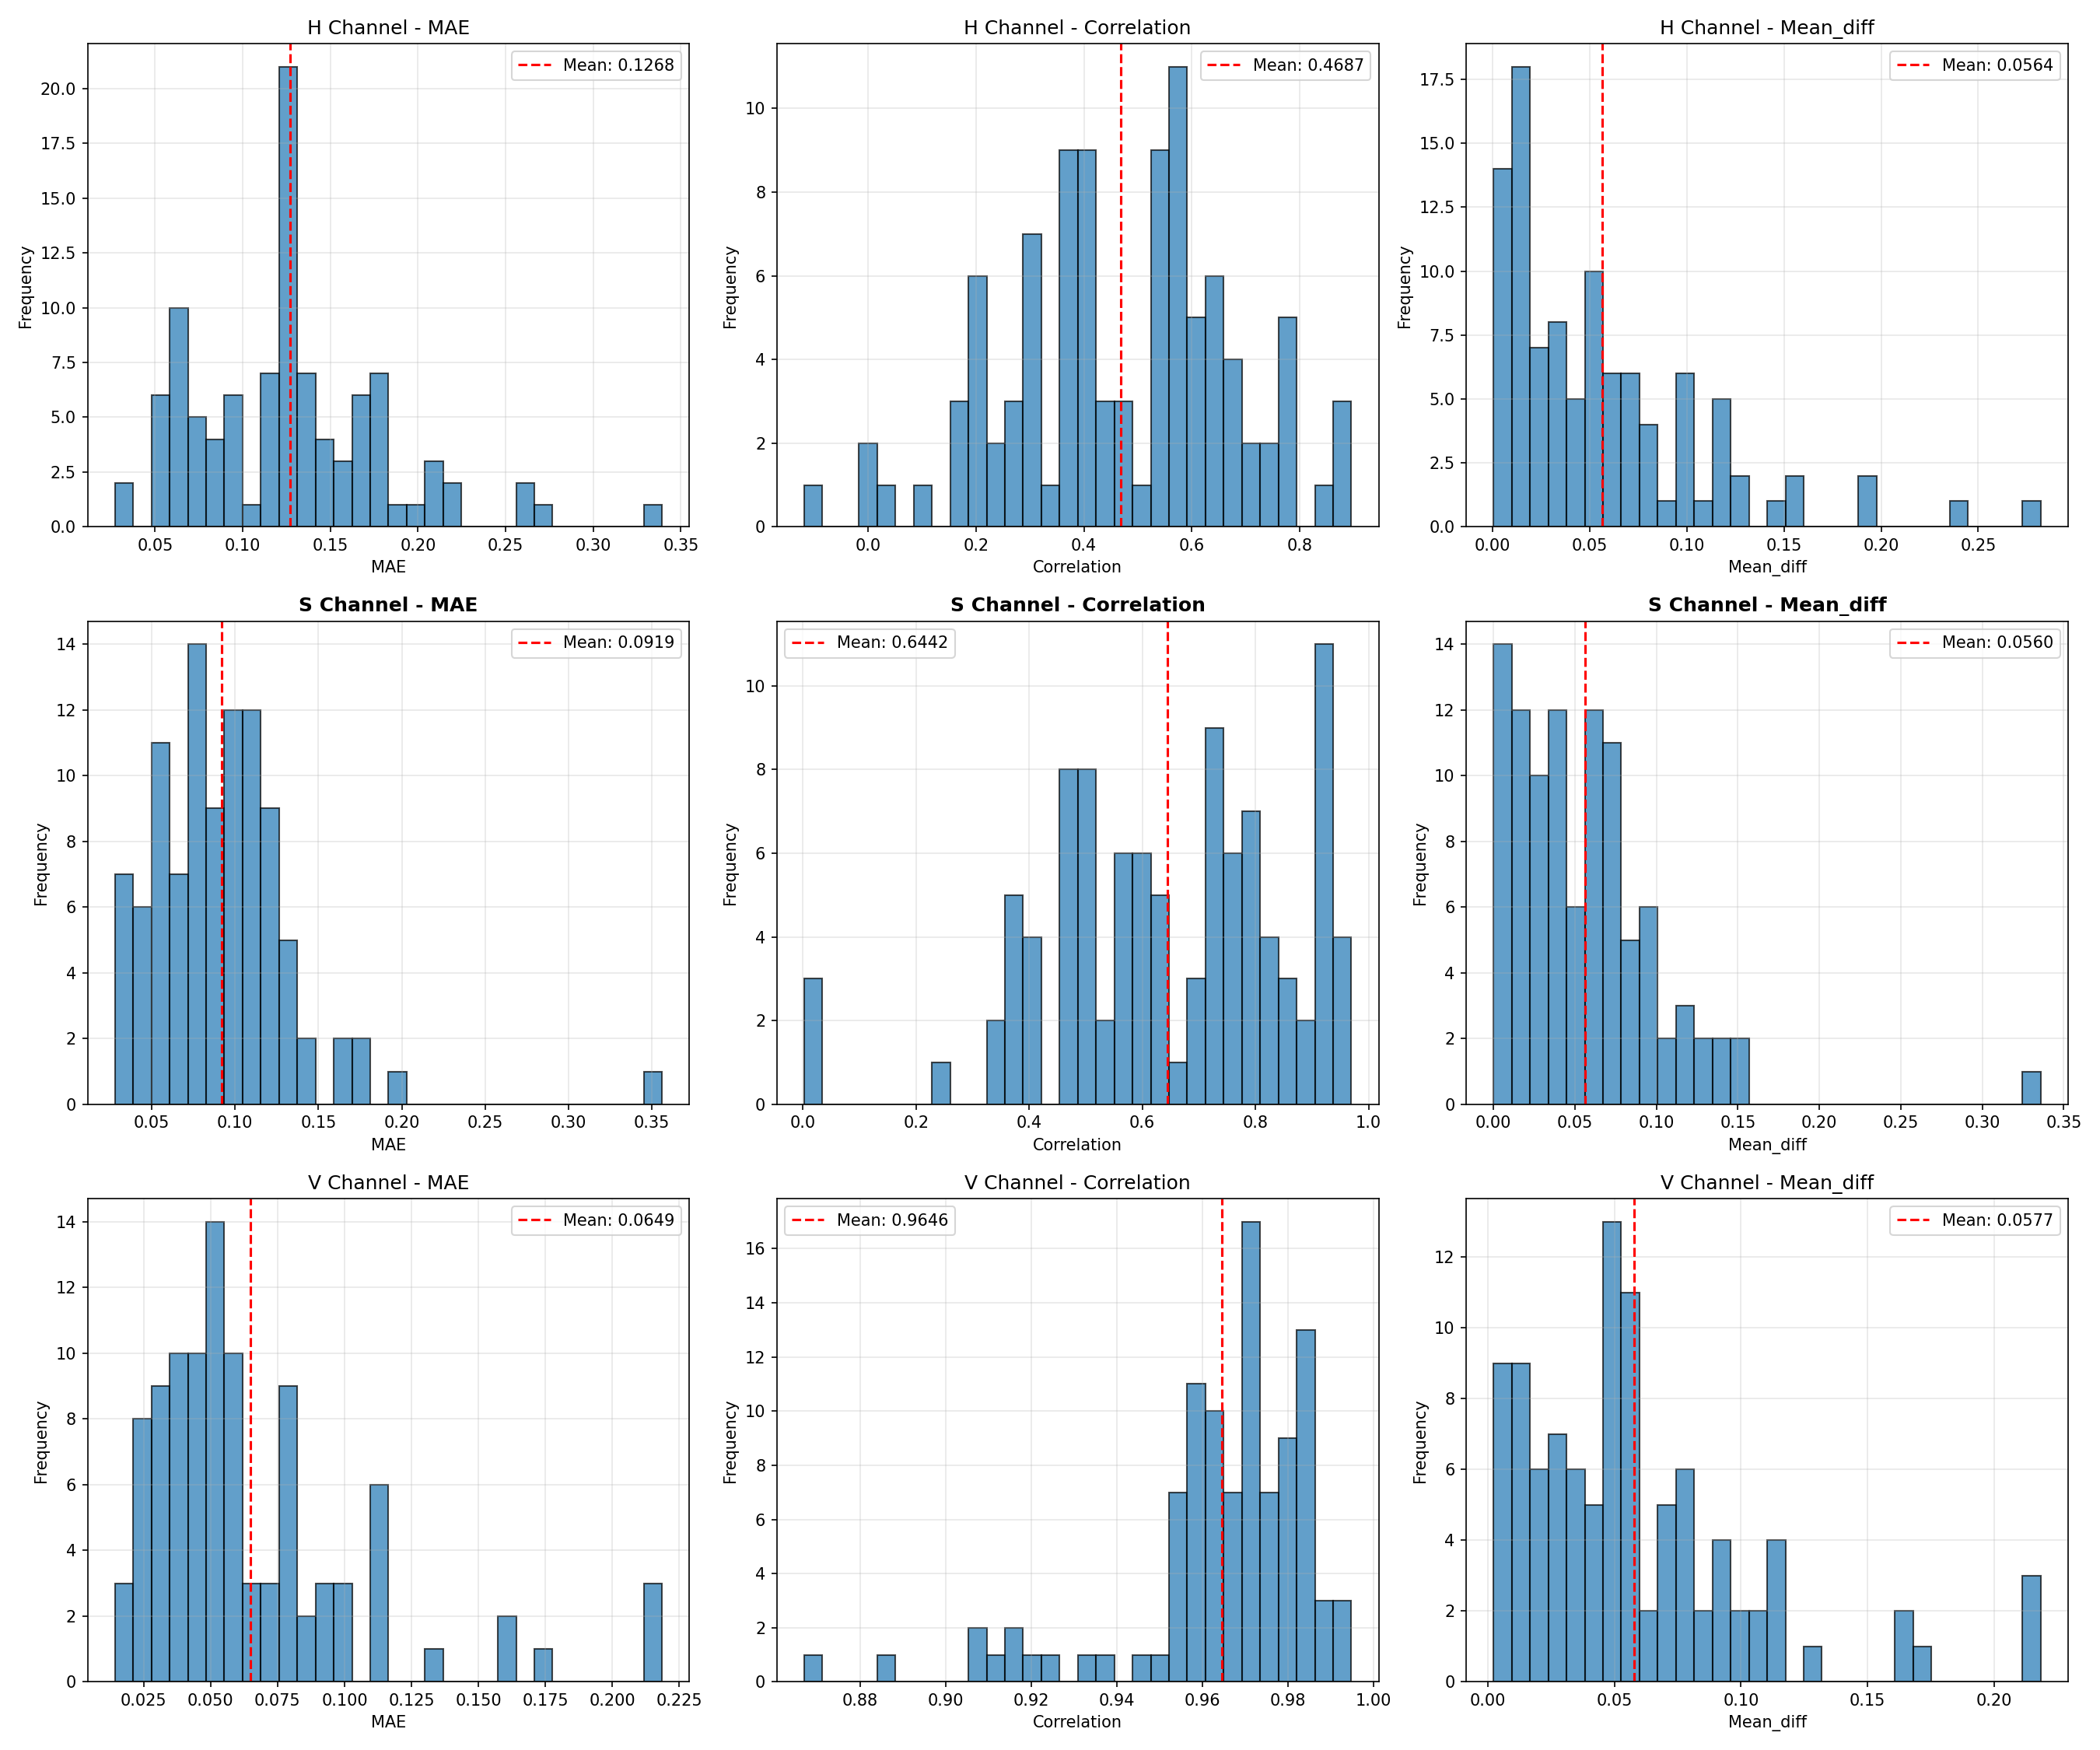 H Channel - MAE
Mean: 0.1268
20.0
17.5
15.0
12.5
10.0
7.5
5.0
2.5
0.0
Frequency
0.05 0.10 0.15 0.20 0.25 0.30 0.35
MAE
H Channel - Correlation
Mean: 0.4687
10
8
6
4
2
0
Frequency
0.0 0.2 0.4 0.6 0.8
Correlation
H Channel - Mean_diff
Mean: 0.0564
17.5
15.0
12.5
10.0
7.5
5.0
2.5
0.0
Frequency
0.00 0.05 0.10 0.15 0.20 0.25
Mean_diff
S Channel - MAE
Mean: 0.0919
14
12
10
8
6
4
2
0
Frequency
0.05 0.10 0.15 0.20 0.25 0.30 0.35
MAE
S Channel - Correlation
Mean: 0.6442
10
8
6
4
2
0
Frequency
0.0 0.2 0.4 0.6 0.8 1.0
Correlation
S Channel - Mean_diff
Mean: 0.0560
14
12
10
8
6
4
2
0
Frequency
0.00 0.05 0.10 0.15 0.20 0.25 0.30 0.35
Mean_diff
V Channel - MAE
Mean: 0.0649
14
12
10
8
6
4
2
0
Frequency
0.025 0.050 0.075 0.100 0.125 0.150 0.175 0.200 0.225
MAE
V Channel - Correlation
Mean: 0.9646
16
14
12
10
8
6
4
2
0
Frequency
0.88 0.90 0.92 0.94 0.96 0.98 1.00
Correlation
V Channel - Mean_diff
Mean: 0.0577
12
10
8
6
4
2
0
Frequency
0.00 0.05 0.10 0.15 0.20
Mean_diff